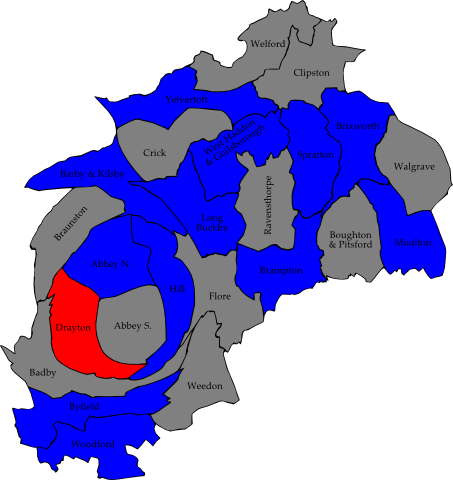 Welford
Clipston
Yelvertoft
West Haddon
& Guilsborough
Brixworth
Crick
Spratton
Walgrave
Barby & Kilsby
Ravensthorpe
Braunston
Long
Buckby
Boughton
& Pitsford
Moulton
Abbey N.
Brampton
Hill
Flore
Drayton
Abbey S.
Badby
Weedon
Byfield
Woodford